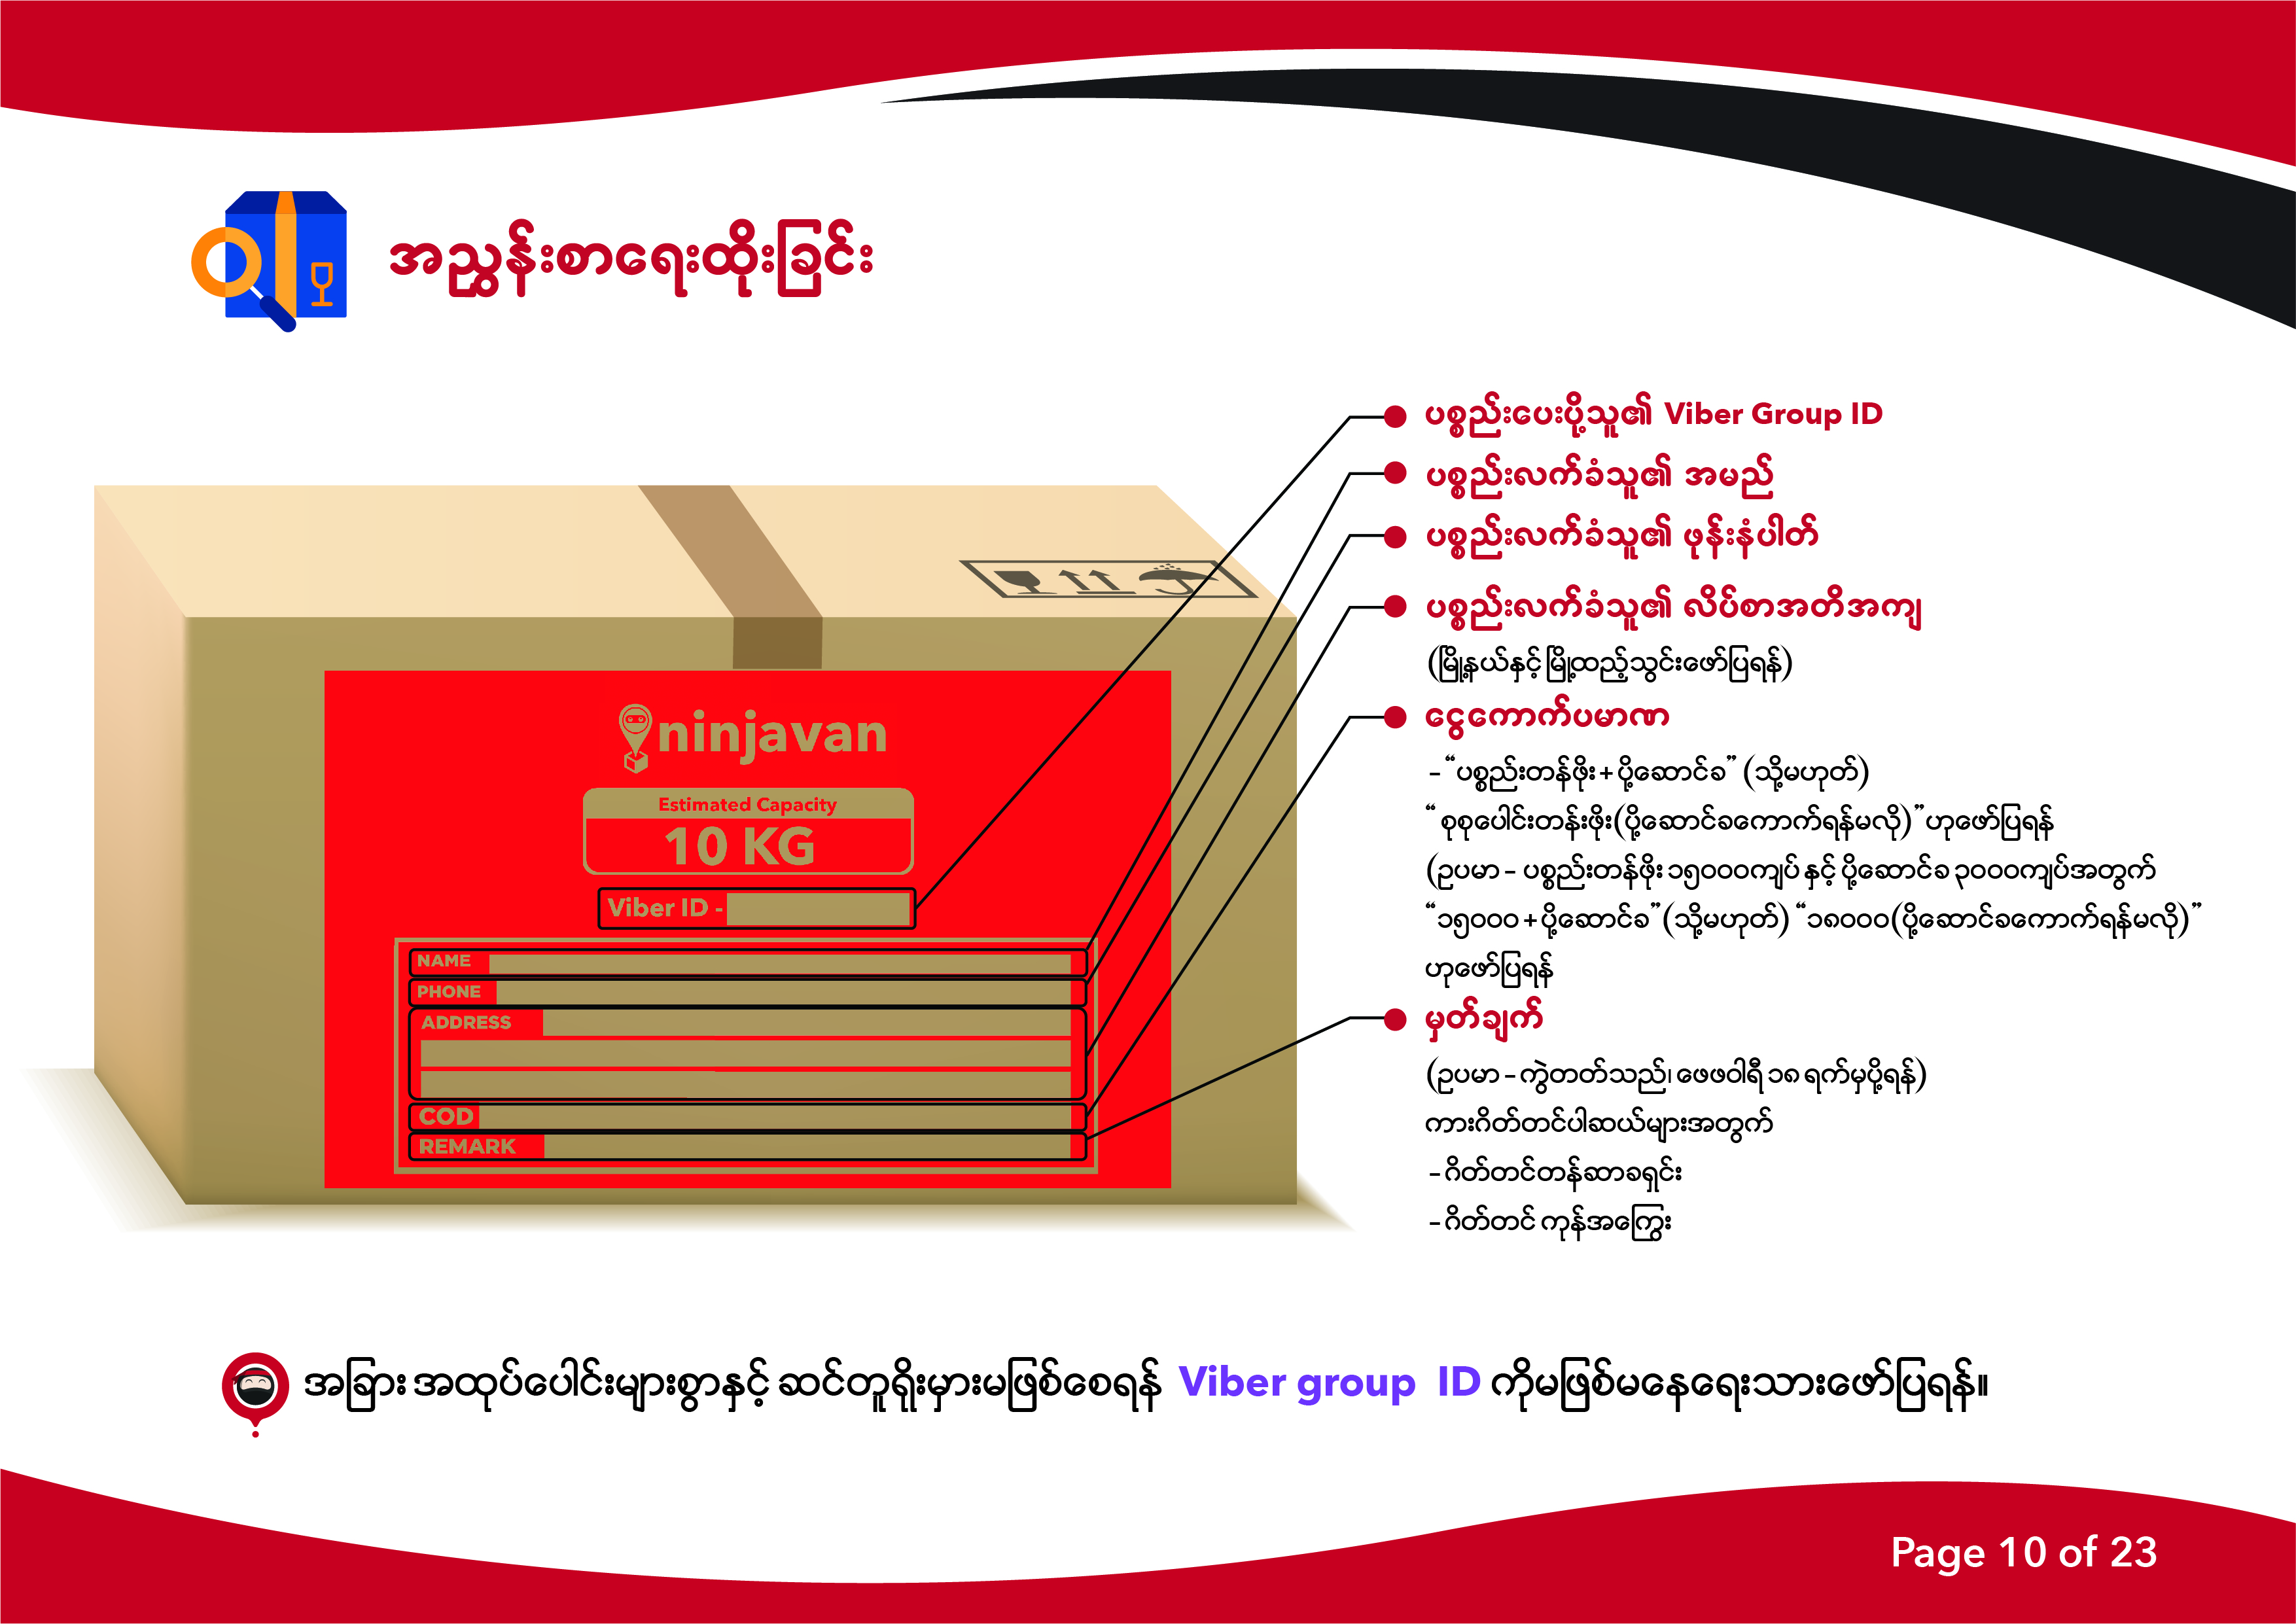 အညွှန်းစာရေးထိုးခြင်း
ပစ္စည်းပေးပို့သူ၏ Viber Group ID
ပစ္စည်းလက်ခံသူ၏ အမည်
ပစ္စည်းလက်ခံသူ၏ ဖုန်းနံပါတ်
ပစ္စည်းလက်ခံသူ၏ လိပ်စာအတိအကျ
(မြို့နယ်နှင့် မြို့ထည့်သွင်းဖော်ပြရန်)
ငွေကောက်ပမာဏ
- “ပစ္စည်းတန်ဖိုး + ပို့ဆောင်ခ” (သို့မဟုတ်)
“ စုစုပေါင်းတန်းဖိုး(ပို့ဆောင်ခကောက်ရန်မလို)”ဟုဖော်ပြရန်
(ဥပမာ - ပစ္စည်းတန်ဖိုး ၁၅၀၀၀ကျပ် နှင့် ပို့ဆောင်ခ ၃၀၀၀ကျပ်အတွက်
“၁၅၀၀၀ + ပို့ဆောင်ခ”(သို့မဟုတ်) “၁၈၀၀၀(ပို့ဆောင်ခကောက်ရန်မလို)”
ဟုဖော်ပြရန်
မှတ်ချက်
(ဥပမာ - ကွဲတတ်သည်၊ ဖေဖဝါရီ ၁၈ ရက်မှပို့ရန်)
ကားဂိတ်တင်ပါဆယ်များအတွက်
- ဂိတ်တင်တန်ဆာခရှင်း
- ဂိတ်တင် ကုန်အကြွေး
ninjavan
Estimated Capacity
10 KG
Viber ID -
NAME
PHONE
ADDRESS
COD
REMARK
အခြား အထုပ်ပေါင်းများစွာနှင့် ဆင်တူရိုးမှားမဖြစ်စေရန် Viber group ID ကိုမဖြစ်မနေရေးသားဖော်ပြရန်။
Page 10 of 23